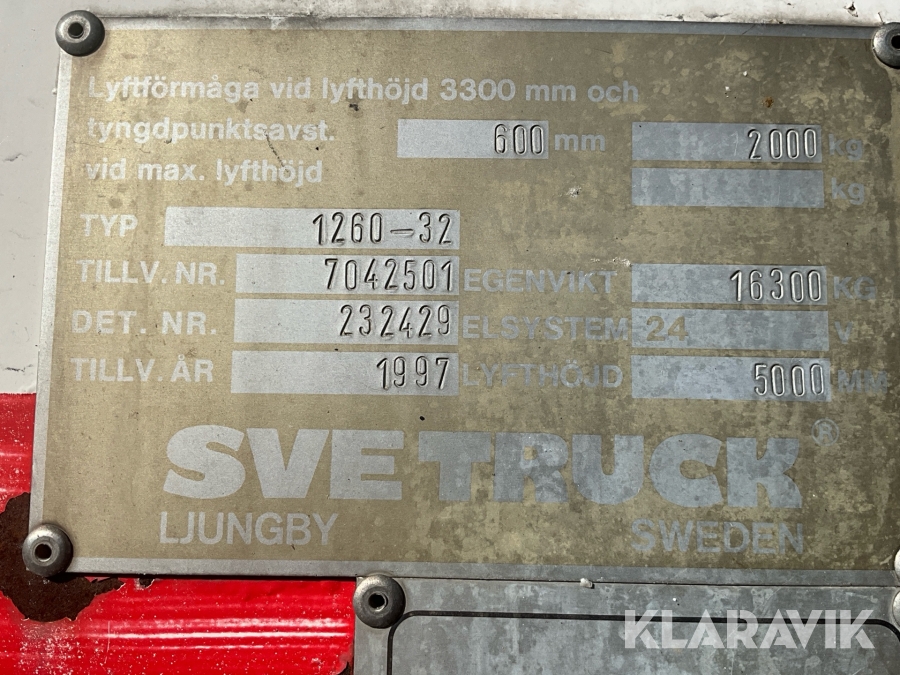 Lyftförmåga vid lyfthöjd 3300 mm och
tyngdpunktsavst. 600 mm 2000 kg
vid max. lyfthöjd kg
TYP 1260-32
TILLV. NR. 7042501 EGENVIKT 16300 KG
DET. NR. 232429 ELSYSTEM 24 V
TILLV. ÅR 1997 LYFTHÖJD 5000 MM
SVETRUCK®
LJUNGBY SWEDEN
KLARAVIK